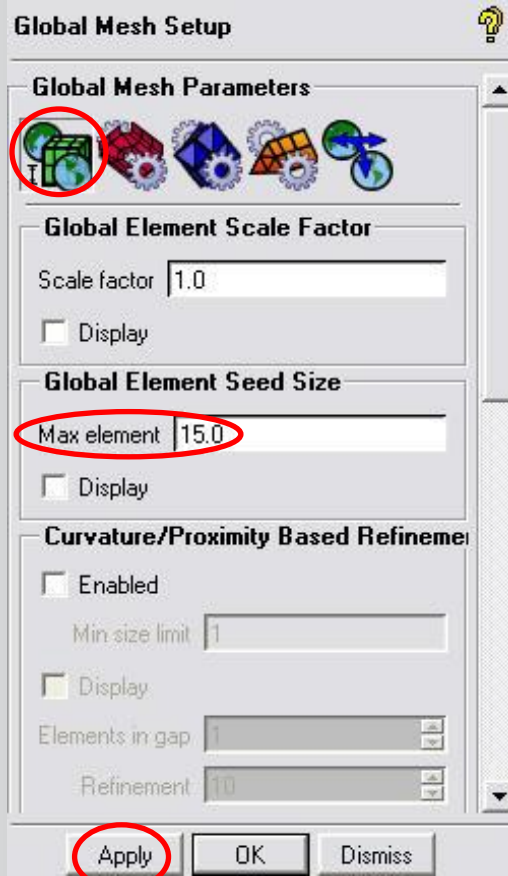 Global Mesh Setup
Global Mesh Parameters
Global Element Scale Factor
Scale factor 1.0
Display
Global Element Seed Size
Max element 15.0
Display
Curvature/Proximity Based Refinemen
Enabled
Min size limit 1
Display
Elements in gap 1
Refinement 10
Apply OK Dismiss